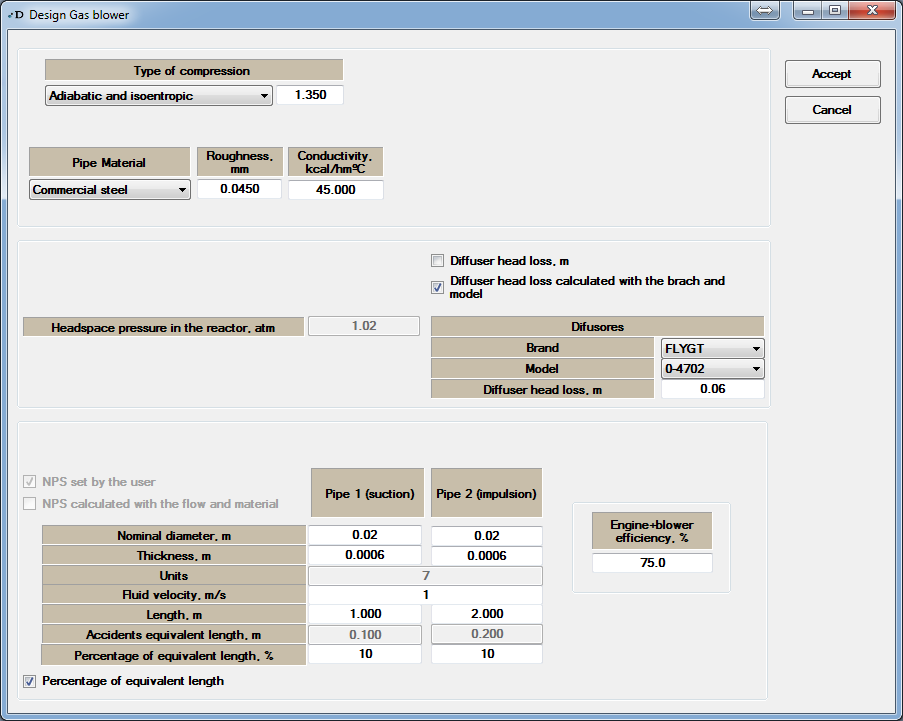 D Design Gas blower
Type of compression
Accept
Adiabatic and isoentropic 1.350
Cancel
Pipe Material
Roughness, mm
Conductivity, kcal/hmºC
Commercial steel 0.0450 45.000
Diffuser head loss, m
Diffuser head loss calculated with the brach and
model
Headspace pressure in the reactor, atm 1.02
Difusores
Brand FLYGT
Model 0-4702
Diffuser head loss, m 0.06
NPS set by the user
NPS calculated with the flow and material
Pipe 1 (suction) Pipe 2 (impulsion)
Nominal diameter, m 0.02 0.02
Thickness, m 0.0006 0.0006
Units 7
Fluid velocity, m/s 1
Length, m 1.000 2.000
Accidents equivalent length, m 0.100 0.200
Percentage of equivalent length, % 10 10
Percentage of equivalent length
Engine+blower
efficiency, %
75.0